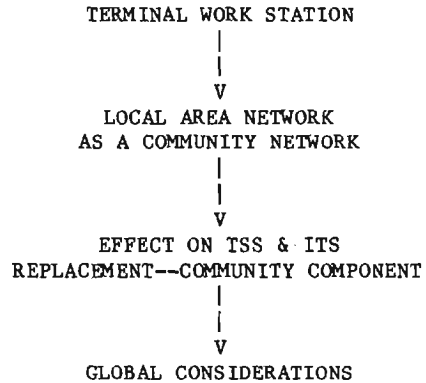 TERMINAL WORK STATION
LOCAL AREA NETWORK
AS A COMMUNITY NETWORK
EFFECT ON TSS & ITS
REPLACEMENT--COMMUNITY COMPONENT
GLOBAL CONSIDERATIONS